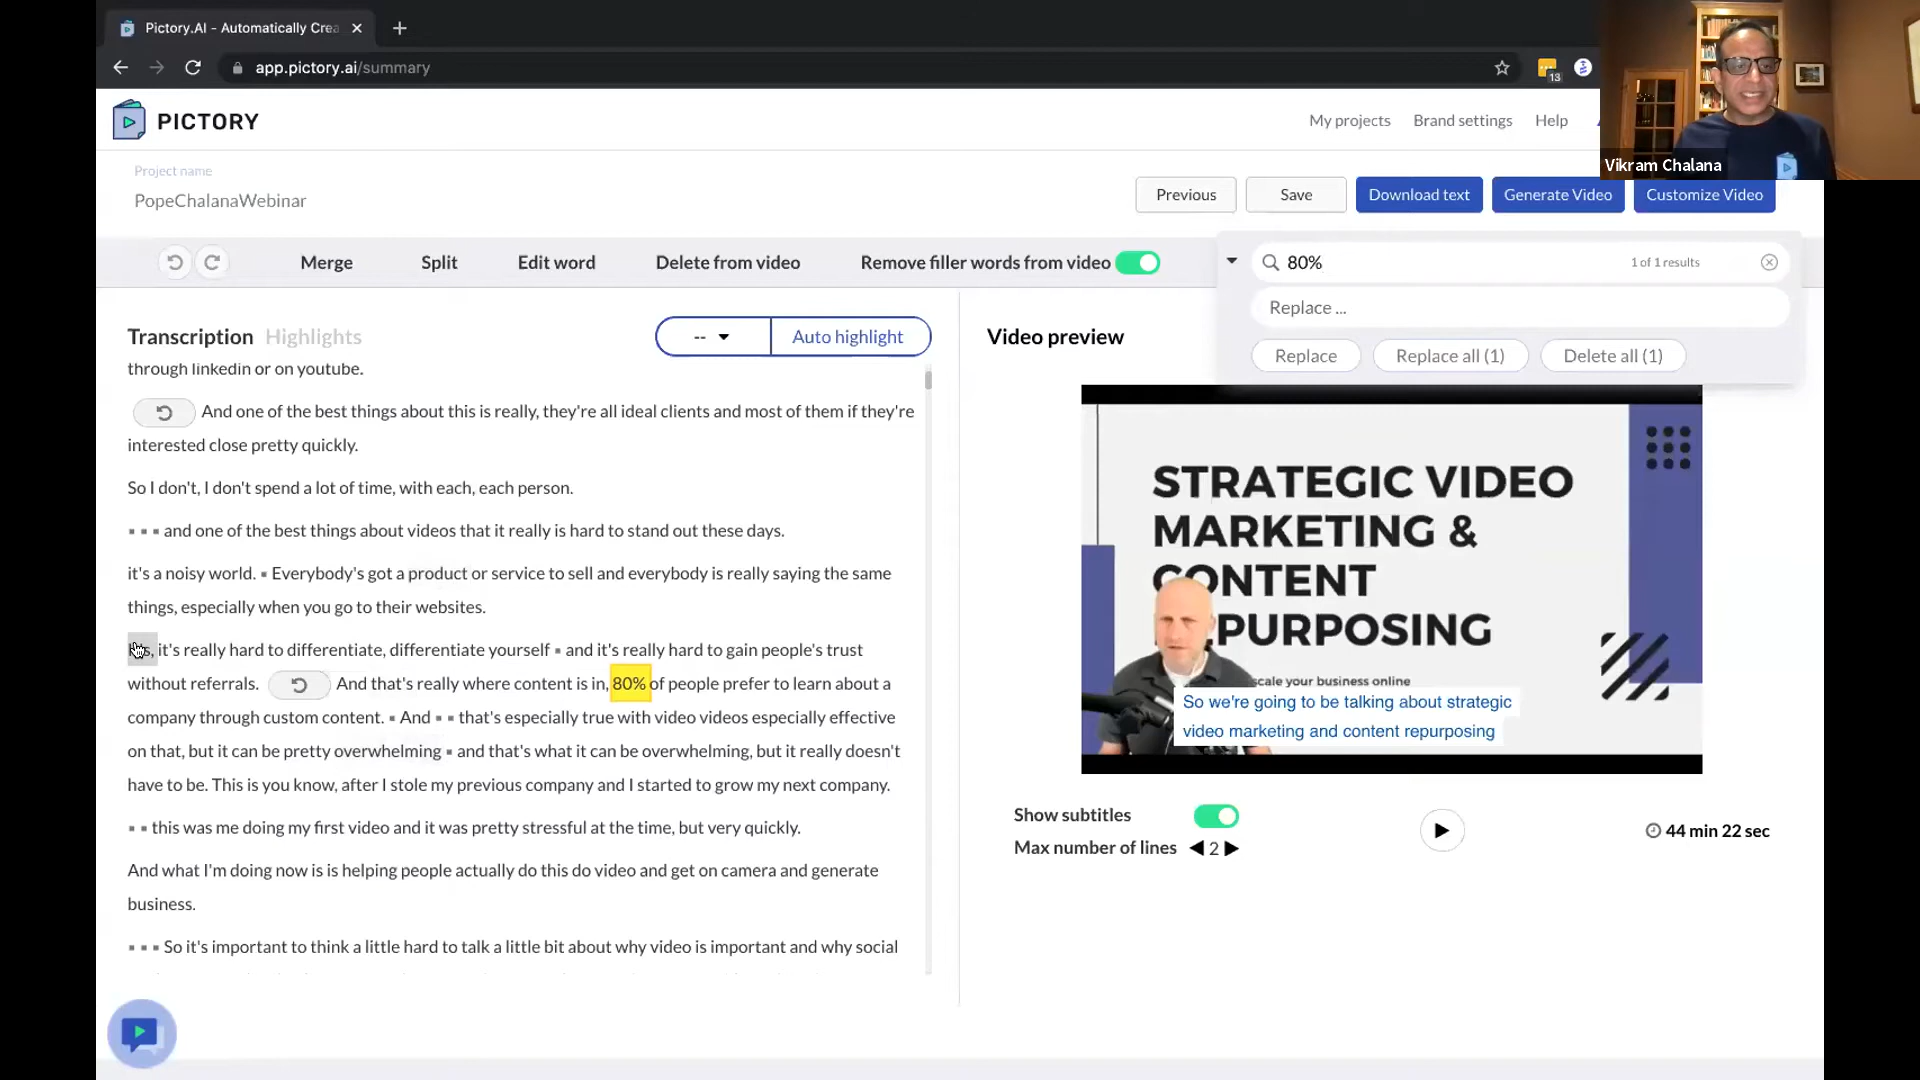 Pictory.AI - Automatically Crea
app.pictory.ai/summary
13
PICTORY
My projects
Brand settings
Help
Vikram Chalana
Project name
PopeChalanaWebinar
Previous
Save
Download text
Generate Video
Customize Video
Merge
Split
Edit word
Delete from video
Remove filler words from video
80%
1 of 1 results
Replace ...
Replace
Replace all (1)
Delete all (1)
Transcription
Highlights
--
Auto highlight
through linkedin or on youtube.
And one of the best things about this is really, they're all ideal clients and most of them if they're
interested close pretty quickly.
So I don't, I don't spend a lot of time, with each, each person.
and one of the best things about videos that it really is hard to stand out these days.
it's a noisy world. Everybody's got a product or service to sell and everybody is really saying the same
things, especially when you go to their websites.
it's really hard to differentiate, differentiate yourself and it's really hard to gain people's trust
without referrals. And that's really where content is in, 80% of people prefer to learn about a
company through custom content. And that's especially true with video videos especially effective
on that, but it can be pretty overwhelming and that's what it can be overwhelming, but it really doesn't
have to be. This is you know, after I stole my previous company and I started to grow my next company.
this was me doing my first video and it was pretty stressful at the time, but very quickly.
And what I'm doing now is is helping people actually do this do video and get on camera and generate
business.
So it's important to think a little hard to talk a little bit about why video is important and why social
Video preview
STRATEGIC VIDEO
MARKETING &
CONTENT
PURPOSING
scale your business online
So we're going to be talking about strategic
video marketing and content repurposing
Show subtitles
Max number of lines
2
44 min 22 sec